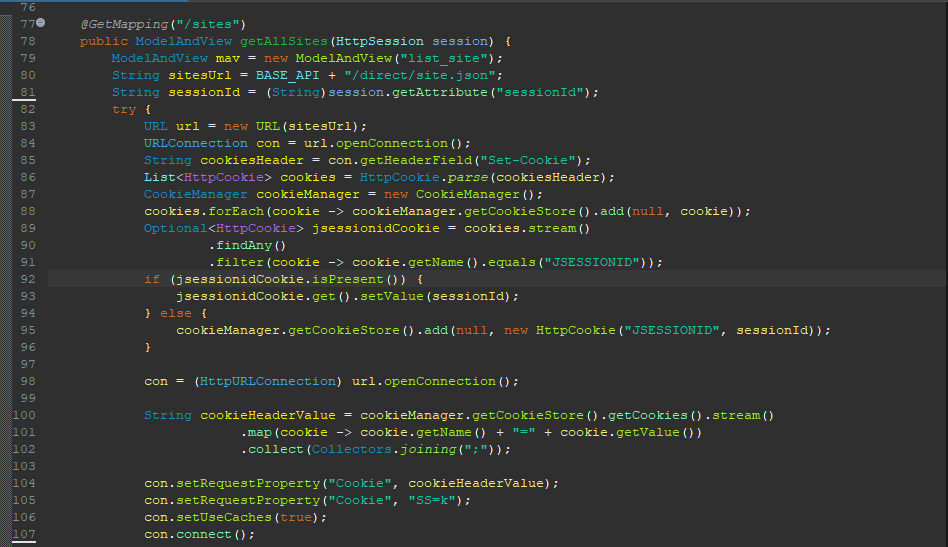 76
77 @GetMapping("/sites")
78 public ModelAndView getAllSites(HttpSession session) {
79 ModelAndView mav = new ModelAndView("list_site");
80 String sitesUrl = BASE_API + "/direct/site.json";
81 String sessionId = (String)session.getAttribute("sessionId");
82 try {
83 URL url = new URL(sitesUrl);
84 URLConnection con = url.openConnection();
85 String cookiesHeader = con.getHeaderField("Set-Cookie");
86 List<HttpCookie> cookies = HttpCookie.parse(cookiesHeader);
87 CookieManager cookieManager = new CookieManager();
88 cookies.forEach(cookie -> cookieManager.getCookieStore().add(null, cookie));
89 Optional<HttpCookie> jsessionidCookie = cookies.stream()
90 .findAny()
91 .filter(cookie -> cookie.getName().equals("JSESSIONID"));
92 if (jsessionidCookie.isPresent()) {
93 jsessionidCookie.get().setValue(sessionId);
94 } else {
95 cookieManager.getCookieStore().add(null, new HttpCookie("JSESSIONID", sessionId));
96 }
97
98 con = (HttpURLConnection) url.openConnection();
99
100 String cookieHeaderValue = cookieManager.getCookieStore().getCookies().stream()
101 .map(cookie -> cookie.getName() + "=" + cookie.getValue())
102 .collect(Collectors.joining(";"));
103
104 con.setRequestProperty("Cookie", cookieHeaderValue);
105 con.setRequestProperty("Cookie", "SS=k");
106 con.setUseCaches(true);
107 con.connect();